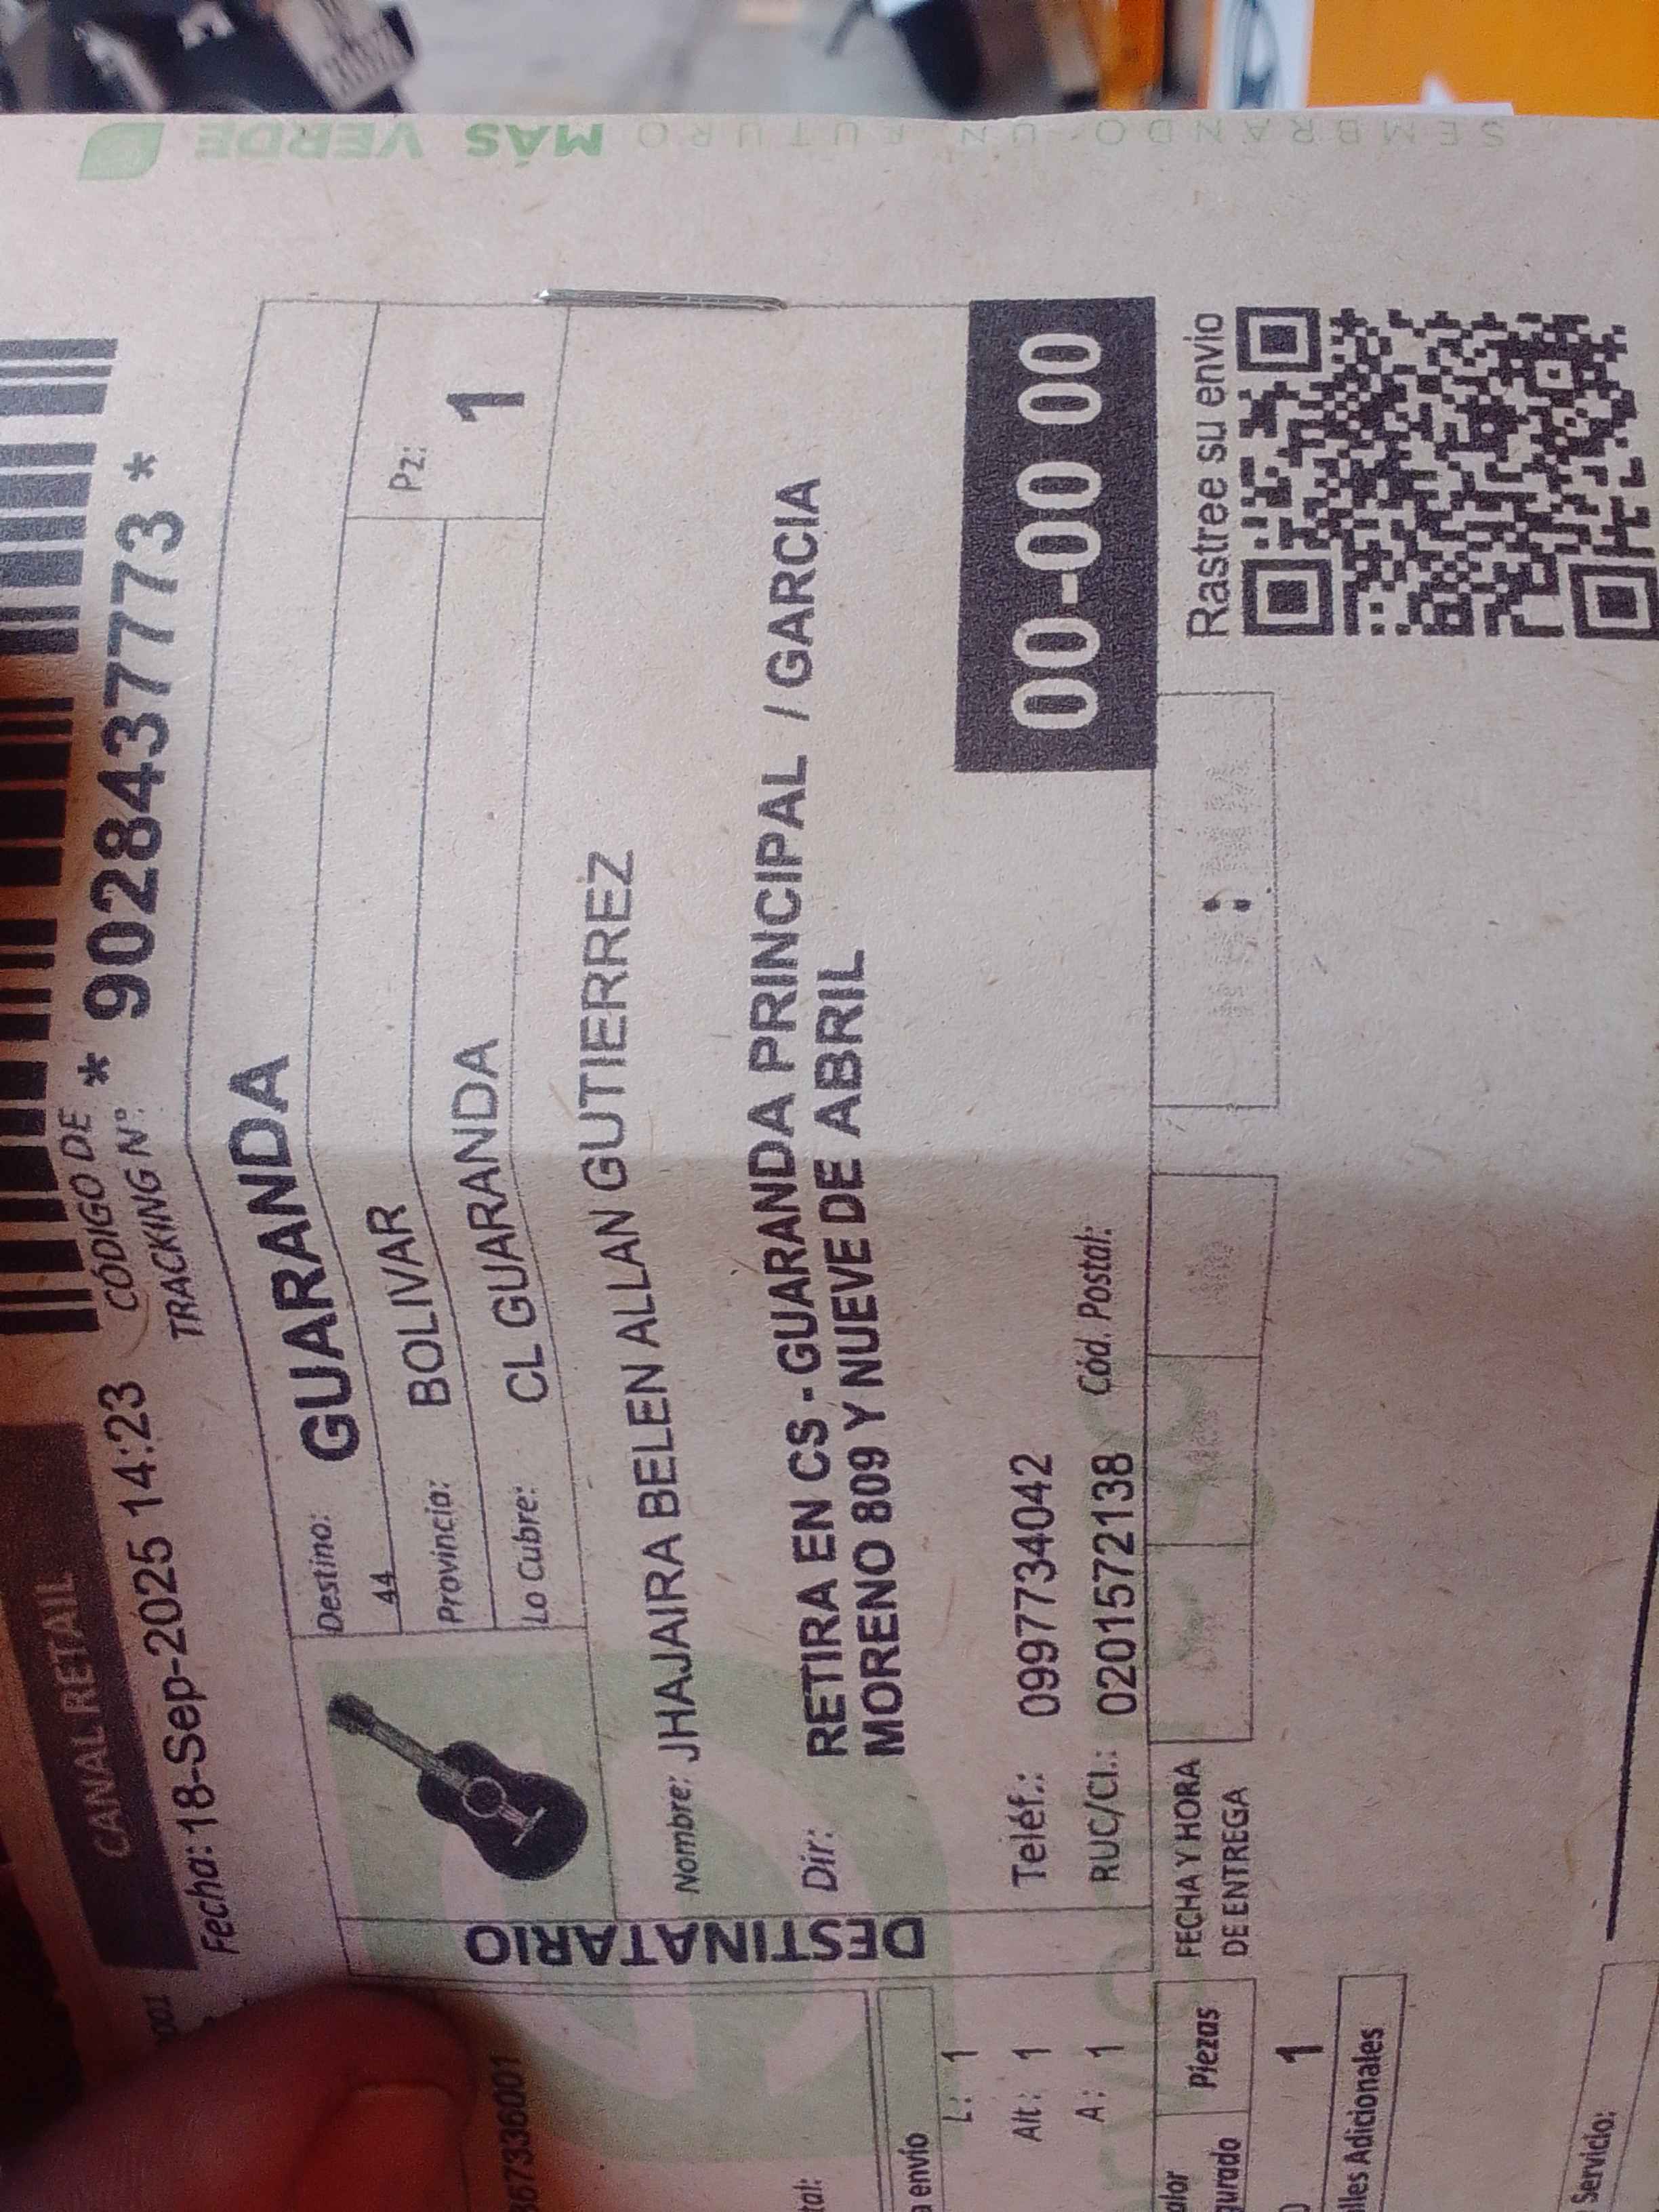 SEMBRANDO UN FUTURO MÁS VERDE
CANAL RETAIL
Fecha: 18-Sep-2025 14:23
CÓDIGO DE
TRACKING N°: * 9028437773 *
DESTINATARIO
Destino: GUARANDA
44
Provincia: BOLIVAR
Lo Cubre: CL GUARANDA
Pz: 1
Nombre: JHAJAIRA BELEN ALLAN GUTIERREZ
Dir: RETIRA EN CS - GUARANDA PRINCIPAL / GARCIA
MORENO 809 Y NUEVE DE ABRIL
Teléf.: 0997734042
RUC/CI.: 0201572138 Cód. Postal:
00-00 00
FECHA Y HORA
DE ENTREGA
:
Rastree su envío
L: 1
Alt: 1
A: 1
Piezas
1
Servicio: